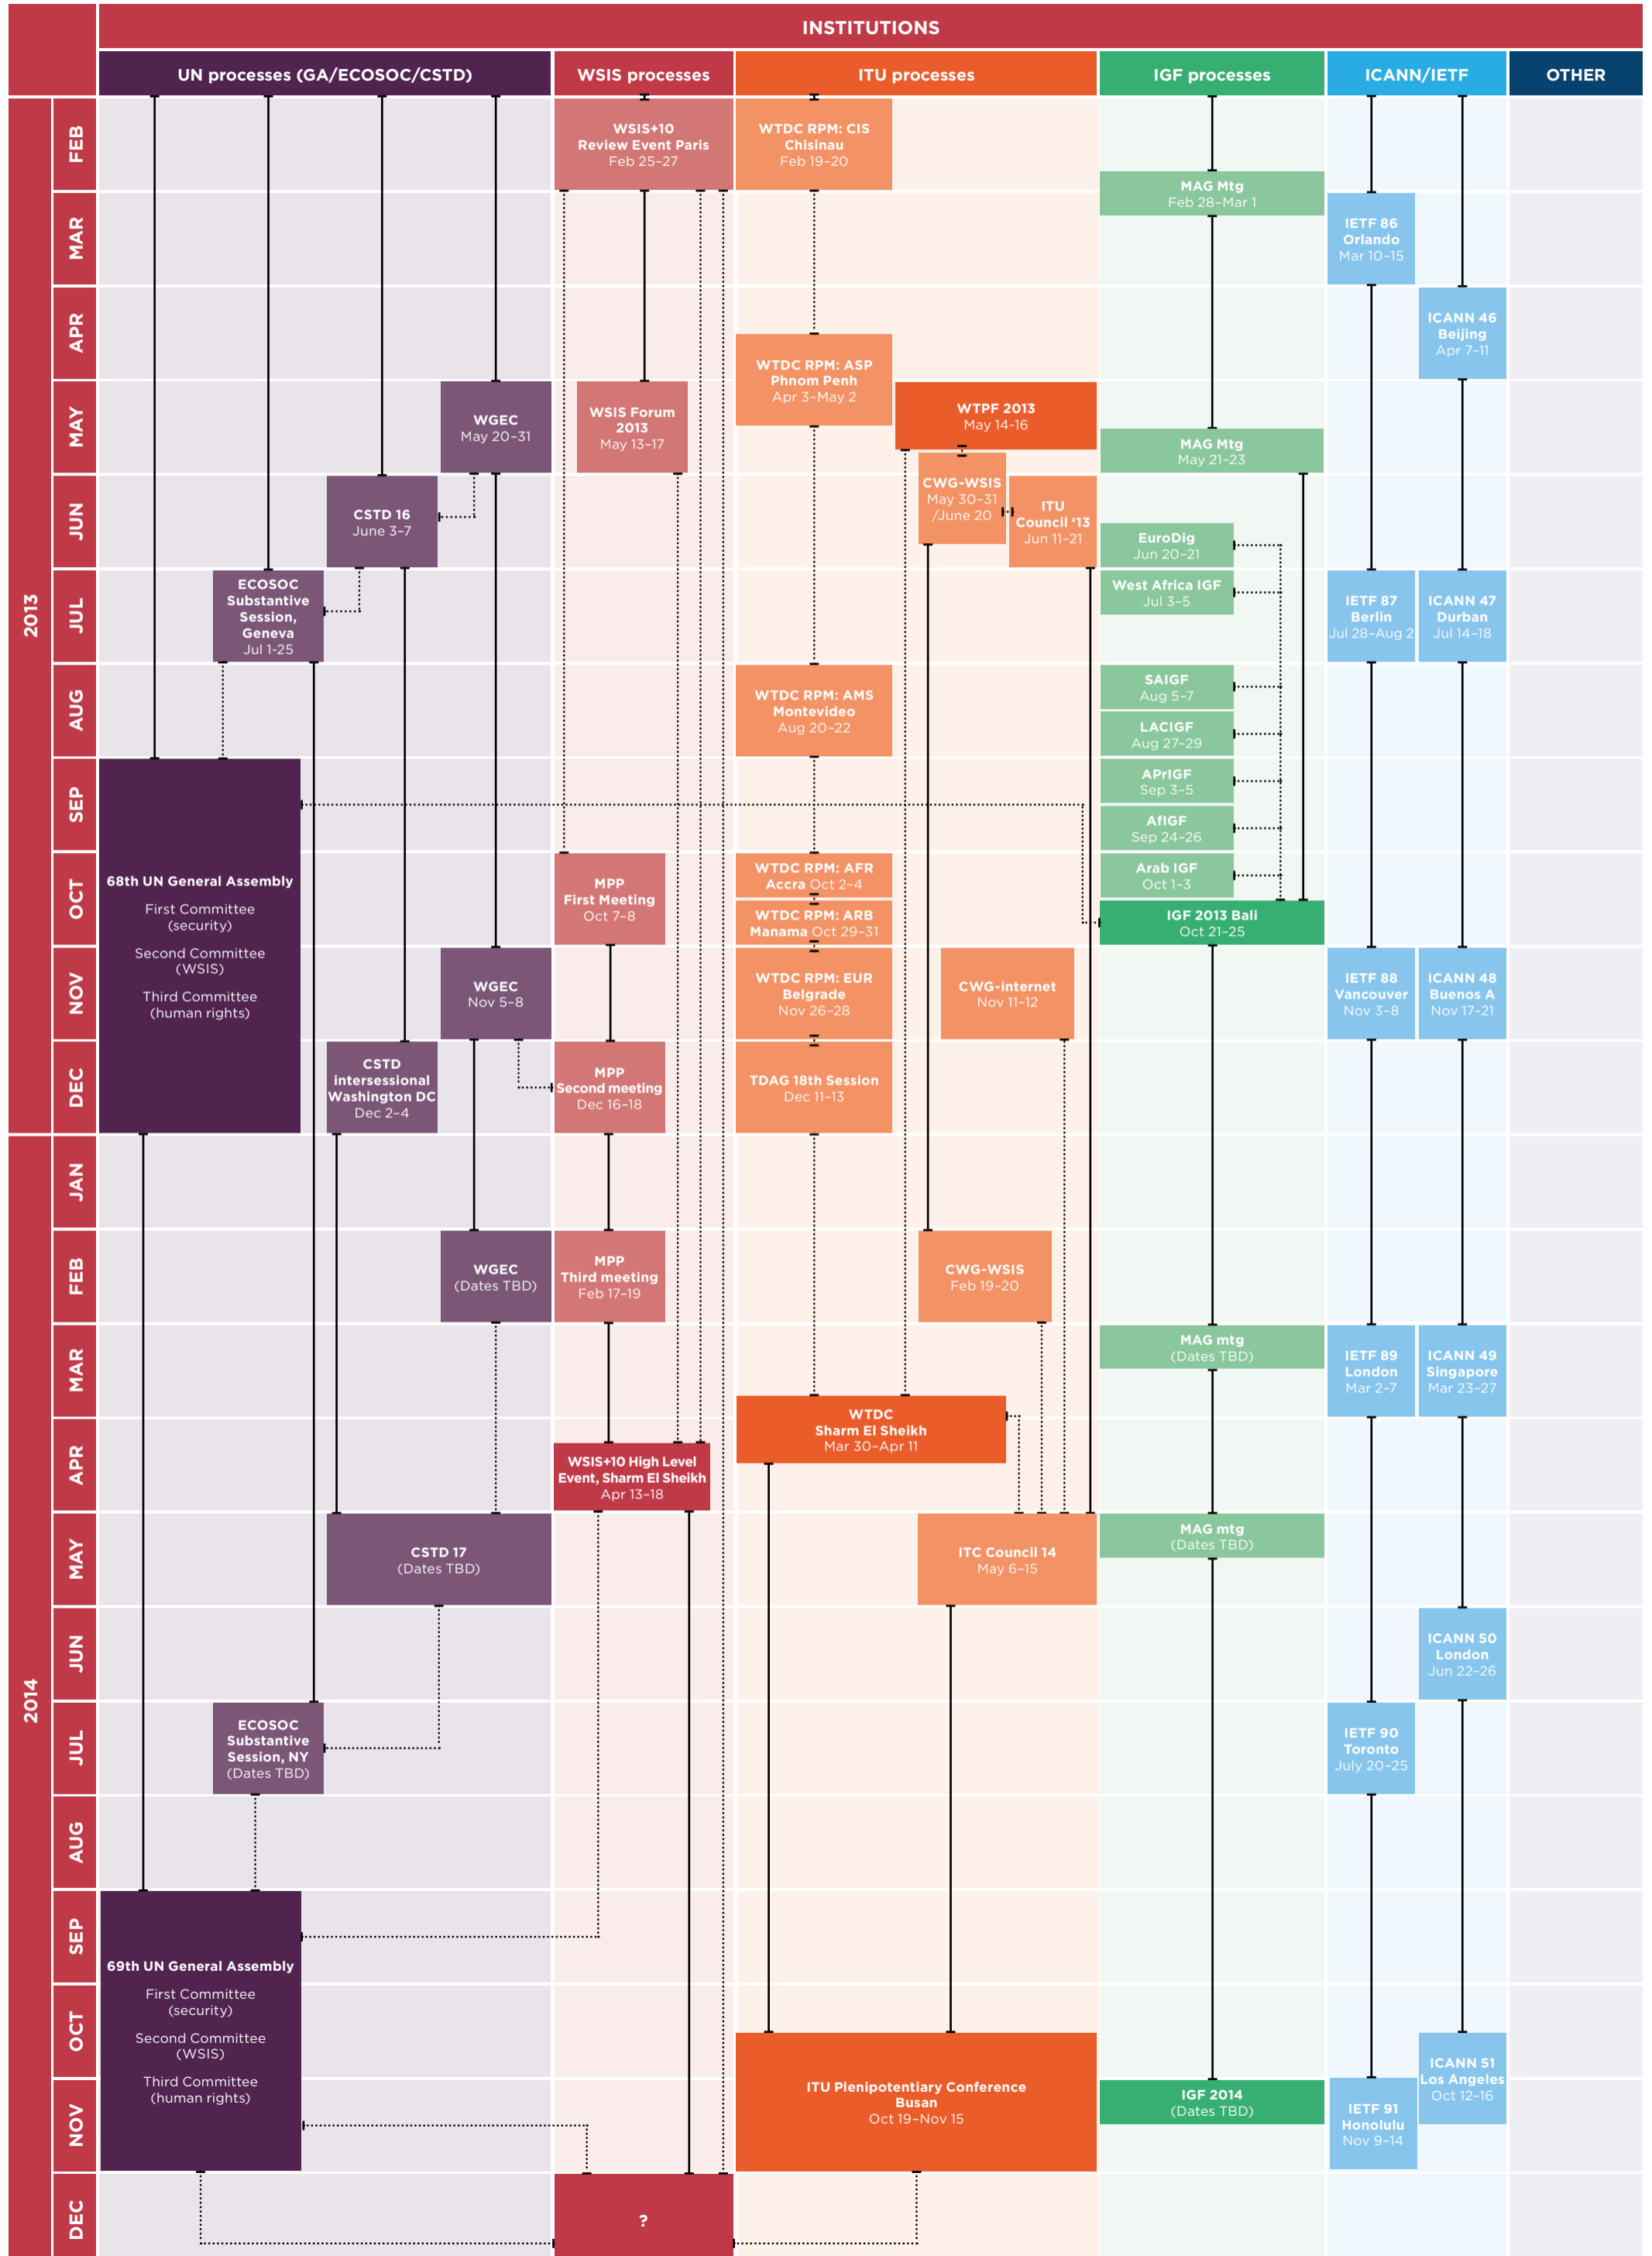 INSTITUTIONS
UN processes (GA/ECOSOC/CSTD)
WSIS processes
ITU processes
IGF processes
ICANN/IETF
OTHER
2013
FEB
WSIS+10
Review Event Paris
Feb 25–27
WTDC RPM: CIS
Chisinau
Feb 19–20
MAG Mtg
Feb 28–Mar 1
MAR
IETF 86
Orlando
Mar 10–15
APR
ICANN 46
Beijing
Apr 7–11
WTDC RPM: ASP
Phnom Penh
Apr 3–May 2
MAY
WGEC
May 20–31
WSIS Forum
2013
May 13–17
WTPF 2013
May 14-16
MAG Mtg
May 21–23
CWG-WSIS
May 30–31
/June 20
JUN
CSTD 16
June 3–7
ITU
Council ‘13
Jun 11–21
EuroDig
Jun 20–21
JUL
ECOSOC
Substantive
Session,
Geneva
Jul 1-25
West Africa IGF
Jul 3–5
IETF 87
Berlin
Jul 28–Aug 2
ICANN 47
Durban
Jul 14–18
AUG
WTDC RPM: AMS
Montevideo
Aug 20–22
SAIGF
Aug 5–7
LACIGF
Aug 27–29
SEP
APrIGF
Sep 3–5
AfIGF
Sep 24–26
68th UN General Assembly
First Committee
(security)
Second Committee
(WSIS)
Third Committee
(human rights)
OCT
MPP
First Meeting
Oct 7–8
WTDC RPM: AFR
Accra Oct 2–4
WTDC RPM: ARB
Manama Oct 29–31
Arab IGF
Oct 1–3
IGF 2013 Bali
Oct 21–25
NOV
WGEC
Nov 5–8
WTDC RPM: EUR
Belgrade
Nov 26–28
CWG-internet
Nov 11–12
IETF 88
Vancouver
Nov 3–8
ICANN 48
Buenos A
Nov 17–21
DEC
CSTD
intersessional
Washington DC
Dec 2–4
MPP
Second meeting
Dec 16–18
TDAG 18th Session
Dec 11–13
2014
JAN
FEB
WGEC
(Dates TBD)
MPP
Third meeting
Feb 17–19
CWG-WSIS
Feb 19–20
MAR
MAG mtg
(Dates TBD)
IETF 89
London
Mar 2–7
ICANN 49
Singapore
Mar 23–27
WTDC
Sharm El Sheikh
Mar 30–Apr 11
APR
WSIS+10 High Level
Event, Sharm El Sheikh
Apr 13–18
MAY
CSTD 17
(Dates TBD)
ITC Council 14
May 6–15
MAG mtg
(Dates TBD)
JUN
ICANN 50
London
Jun 22–26
JUL
ECOSOC
Substantive
Session, NY
(Dates TBD)
IETF 90
Toronto
July 20–25
AUG
SEP
69th UN General Assembly
First Committee
(security)
Second Committee
(WSIS)
Third Committee
(human rights)
OCT
ITU Plenipotentiary Conference
Busan
Oct 19–Nov 15
ICANN 51
Los Angeles
Oct 12–16
NOV
IGF 2014
(Dates TBD)
IETF 91
Honolulu
Nov 9–14
DEC
?